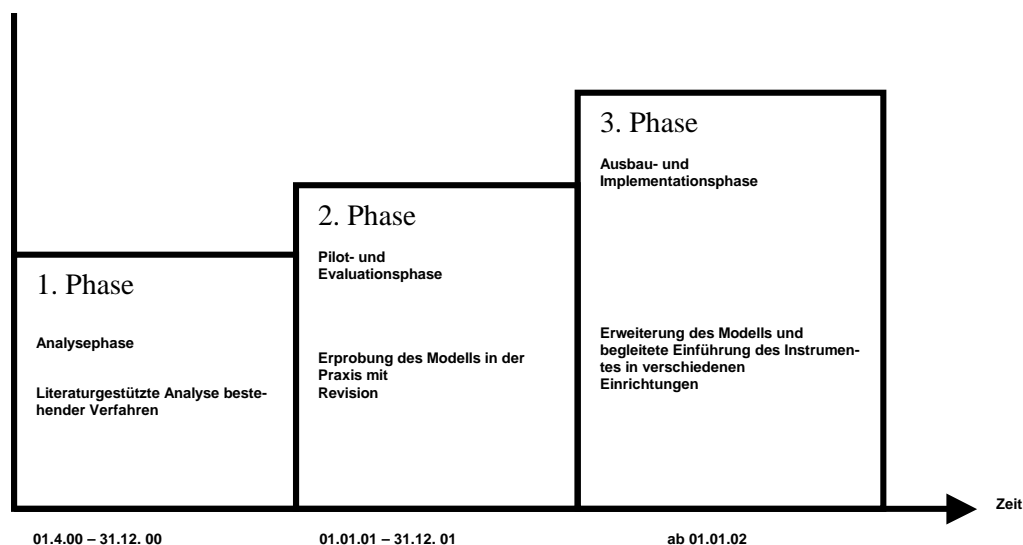 1. Phase
Analysephase
Literaturgestützte Analyse beste-
hender Verfahren
01.4.00 – 31.12. 00
2. Phase
Pilot- und
Evaluationsphase
Erprobung des Modells in der
Praxis mit
Revision
01.01.01 – 31.12. 01
3. Phase
Ausbau- und
Implementationsphase
Erweiterung des Modells und
begleitete Einführung des Instrumen-
tes in verschiedenen
Einrichtungen
ab 01.01.02
Zeit